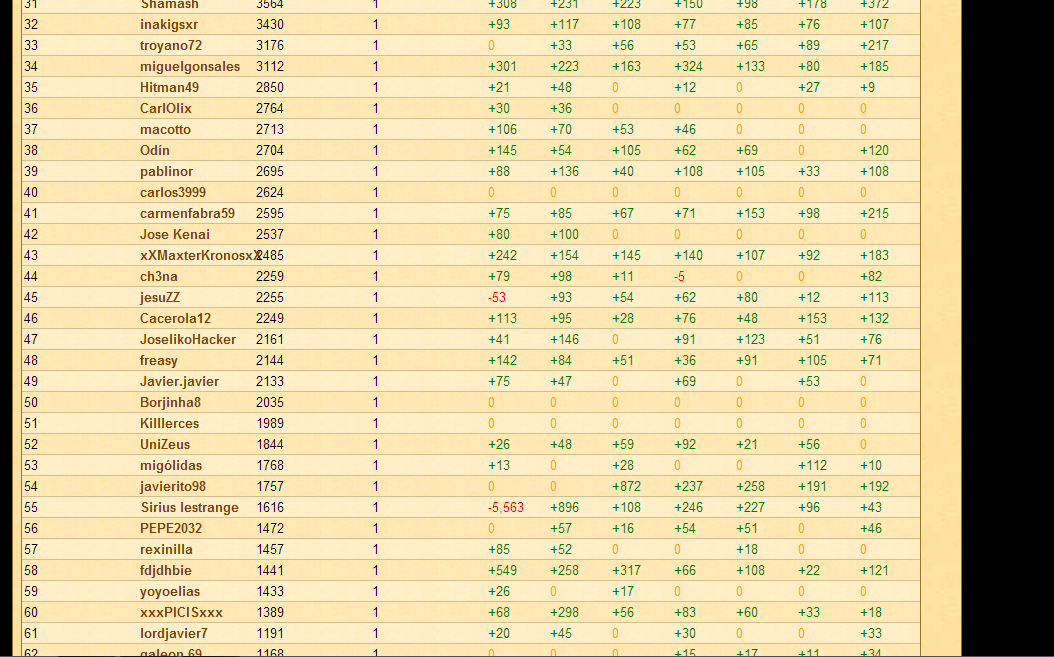 31 Shamash 3564 1 +308 +231 +223 +150 +98 +178 +372
32 inakigsxr 3430 1 +93 +117 +108 +77 +85 +76 +107
33 troyano72 3176 1 0 +33 +56 +53 +65 +89 +217
34 miguelgonsales 3112 1 +301 +223 +163 +324 +133 +80 +185
35 Hitman49 2850 1 +21 +48 0 +12 0 +27 +9
36 CarlOlix 2764 1 +30 +36 0 0 0 0 0
37 macotto 2713 1 +106 +70 +53 +46 0 0 0
38 Odín 2704 1 +145 +54 +105 +62 +69 0 +120
39 pablinor 2695 1 +88 +136 +40 +108 +105 +33 +108
40 carlos3999 2624 1 0 0 0 0 0 0 0
41 carmenfabra59 2595 1 +75 +85 +67 +71 +153 +98 +215
42 Jose Kenai 2537 1 +80 +100 0 0 0 0 0
43 xXMaxterKronosxX 2485 1 +242 +154 +145 +140 +107 +92 +183
44 ch3na 2259 1 +79 +98 +11 -5 0 0 +82
45 jesuZZ 2255 1 -53 +93 +54 +62 +80 +12 +113
46 Cacerola12 2249 1 +113 +95 +28 +76 +48 +153 +132
47 JoselikoHacker 2161 1 +41 +146 0 +91 +123 +51 +76
48 freasy 2144 1 +142 +84 +51 +36 +91 +105 +71
49 Javier.javier 2133 1 +75 +47 0 +69 0 +53 0
50 Borjinha8 2035 1 0 0 0 0 0 0 0
51 Killlerces 1989 1 0 0 0 0 0 0 0
52 UniZeus 1844 1 +26 +48 +59 +92 +21 +56 0
53 migólidas 1768 1 +13 0 +28 0 0 +112 +10
54 javierito98 1757 1 0 0 +872 +237 +258 +191 +192
55 Sirius lestrange 1616 1 -5,563 +896 +108 +246 +227 +96 +43
56 PEPE2032 1472 1 0 +57 +16 +54 +51 0 +46
57 rexinilla 1457 1 +85 +52 0 0 +18 0 0
58 fdjdhbie 1441 1 +549 +258 +317 +66 +108 +22 +121
59 yoyoelias 1433 1 +26 0 +17 0 0 0 0
60 xxxPICISxxx 1389 1 +68 +298 +56 +83 +60 +33 +18
61 lordjavier7 1191 1 +20 +45 0 +30 0 0 +33
62 galeon 69 1168 1 0 0 0 +15 +17 +11 +34